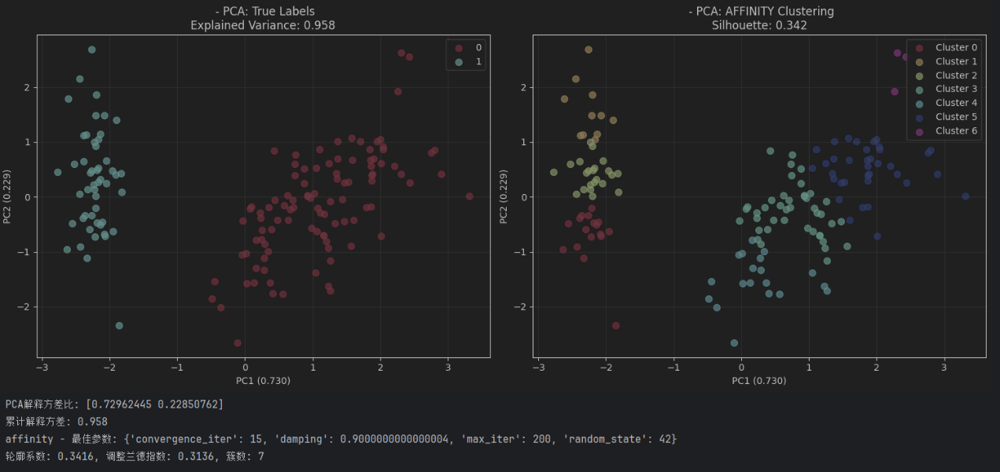 - PCA: True Labels
Explained Variance: 0.958
0
1
2
1
0
−1
−2
PC2 (0.229)
−3
−2
−1
0
1
2
3
PC1 (0.730)
- PCA: AFFINITY Clustering
Silhouette: 0.342
Cluster 0
Cluster 1
Cluster 2
Cluster 3
Cluster 4
Cluster 5
Cluster 6
2
1
0
−1
−2
PC2 (0.229)
−3
−2
−1
0
1
2
3
PC1 (0.730)
PCA解释方差比: [0.72962445 0.22850762]
累计解释方差: 0.958
affinity - 最佳参数: {'convergence_iter': 15, 'damping': 0.9000000000000004, 'max_iter': 200, 'random_state': 42}
轮廓系数: 0.3416, 调整兰德指数: 0.3136, 簇数: 7